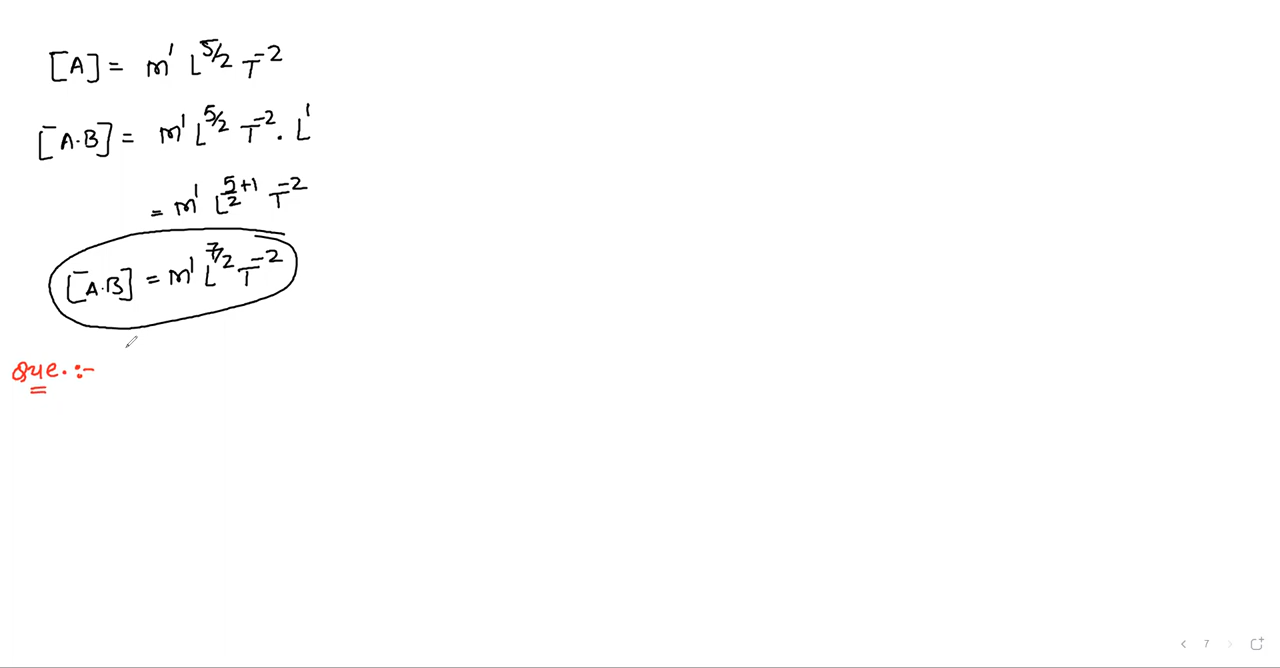 [A] = M¹ L^5/2 T^-2
[A·B] = M¹ L^5/2 T^-2 . L¹
= M¹ L^5/2+1 T^-2
[A·B] = M¹ L^7/2 T^-2
Que. :-
7